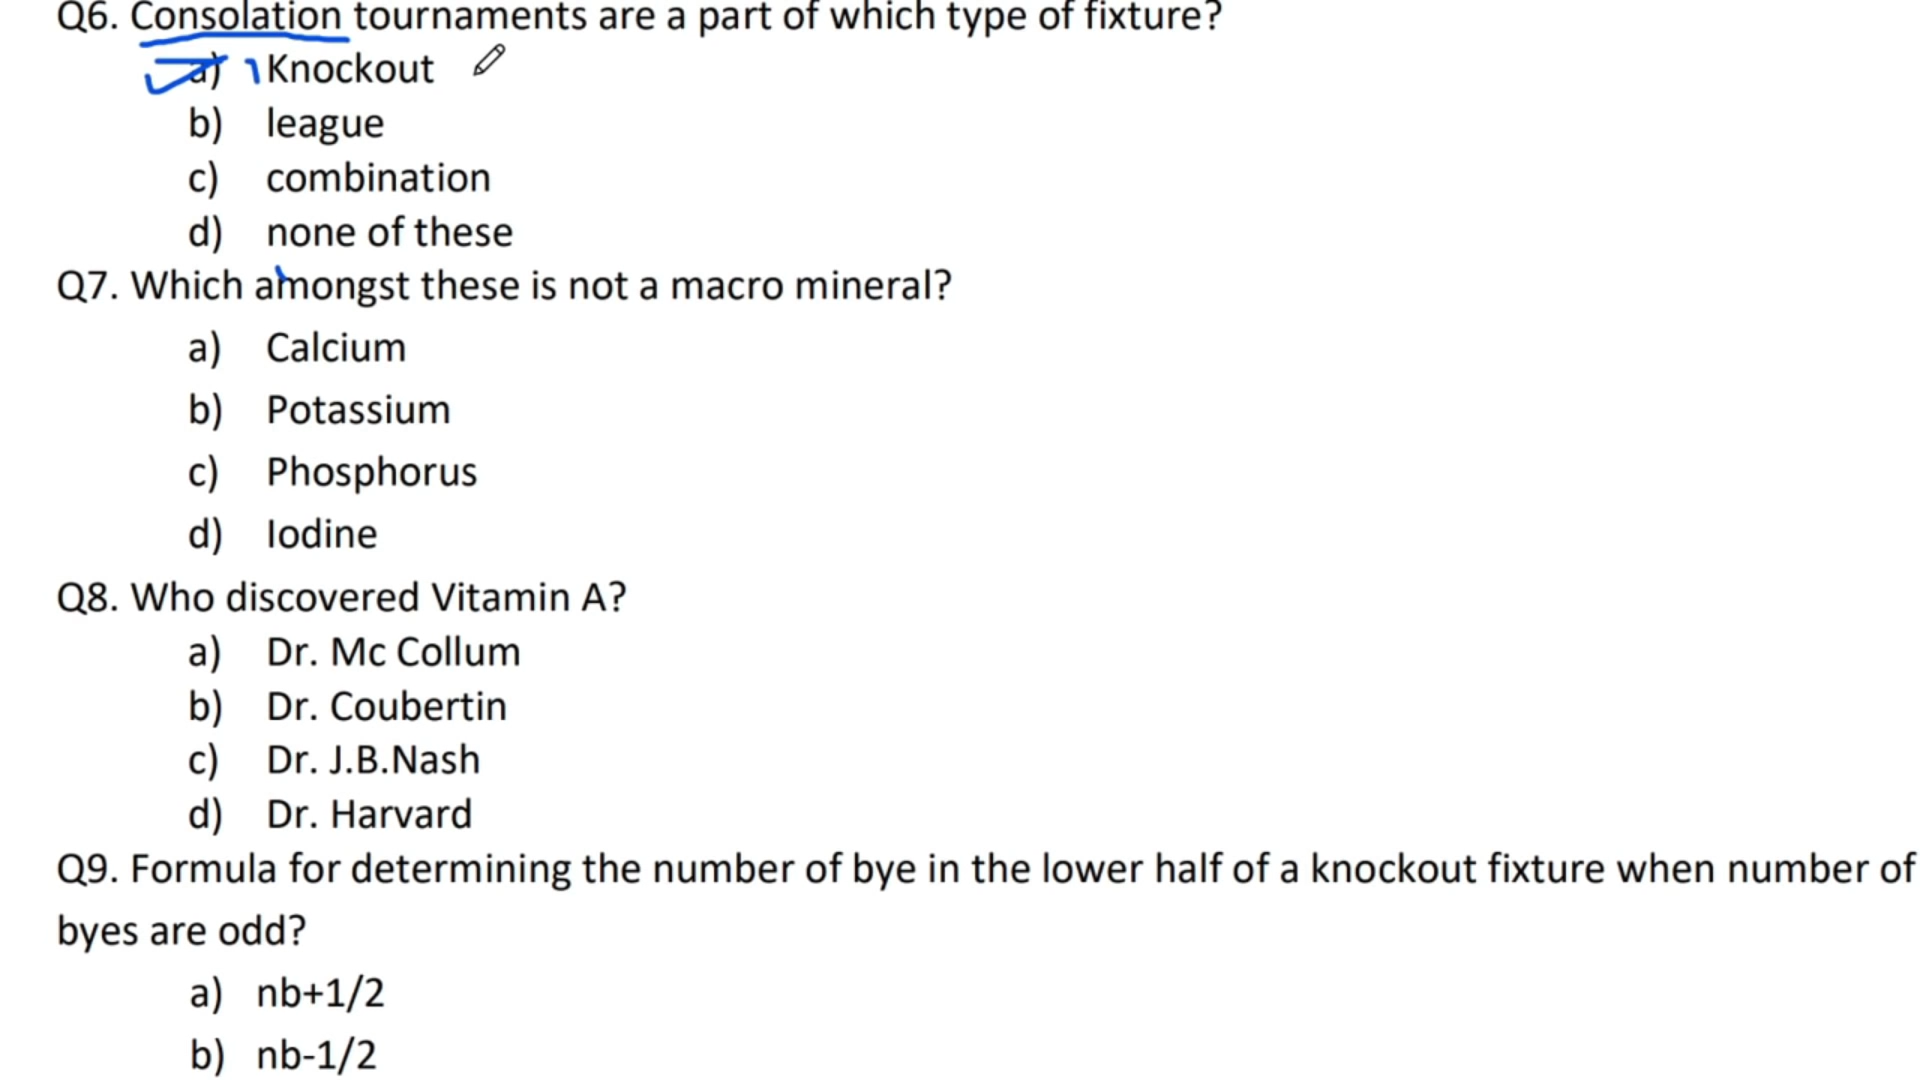 Q6. Consolation tournaments are a part of which type of fixture?
a) Knockout
b) league
c) combination
d) none of these
Q7. Which amongst these is not a macro mineral?
a) Calcium
b) Potassium
c) Phosphorus
d) Iodine
Q8. Who discovered Vitamin A?
a) Dr. Mc Collum
b) Dr. Coubertin
c) Dr. J.B.Nash
d) Dr. Harvard
Q9. Formula for determining the number of bye in the lower half of a knockout fixture when number of
byes are odd?
a) nb+1/2
b) nb-1/2